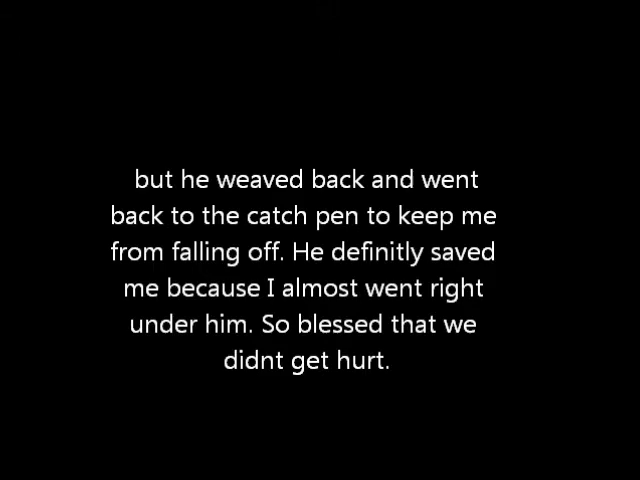 but he weaved back and went
back to the catch pen to keep me
from falling off. He definitly saved
me because I almost went right
under him. So blessed that we
didnt get hurt.